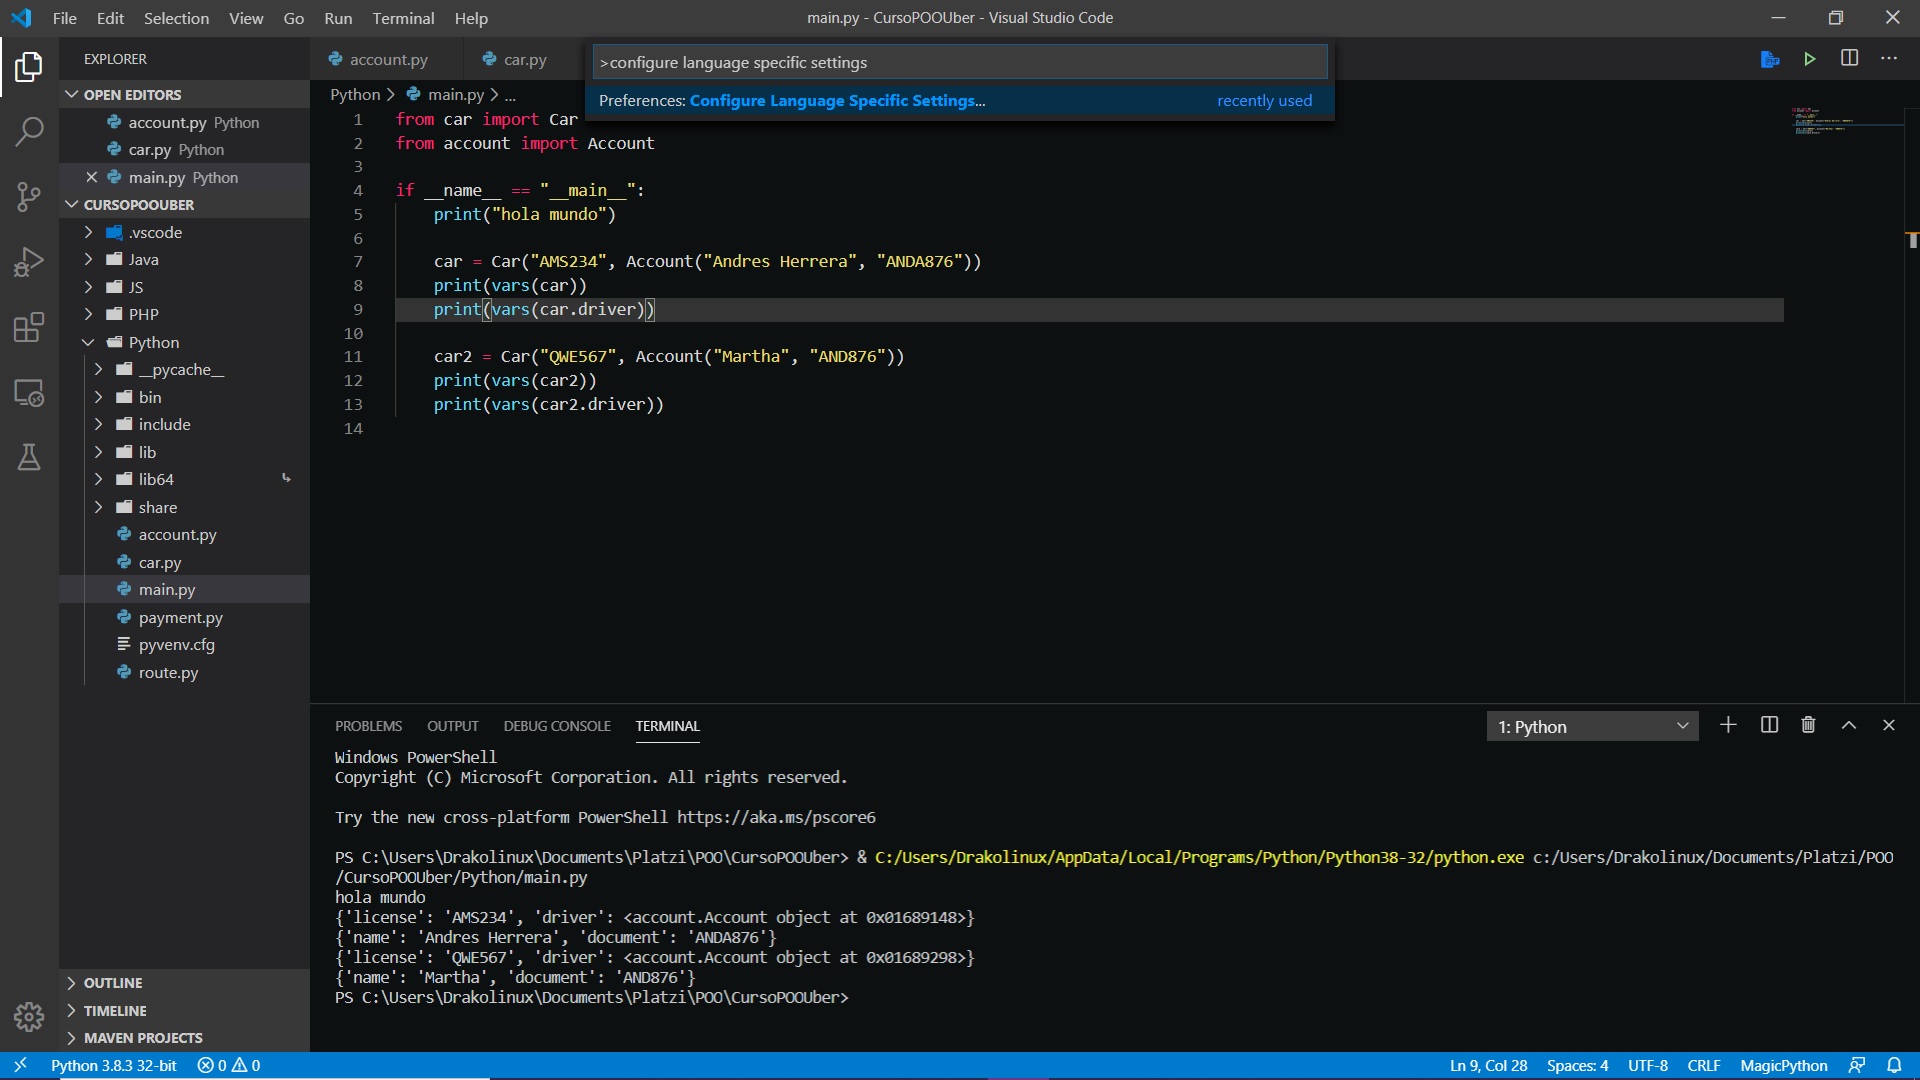 File Edit Selection View Go Run Terminal Help
main.py - CursoPOOUber - Visual Studio Code
EXPLORER
OPEN EDITORS
account.py Python
car.py Python
main.py Python
CURSOPOOUBER
.vscode
Java
JS
PHP
Python
__pycache__
bin
include
lib
lib64
share
account.py
car.py
main.py
payment.py
pyvenv.cfg
route.py
OUTLINE
TIMELINE
MAVEN PROJECTS
account.py car.py
>configure language specific settings
Preferences: Configure Language Specific Settings... recently used
Python > main.py > ...
1 from car import Car
2 from account import Account
3
4 if __name__ == "__main__":
5 print("hola mundo")
6
7 car = Car("AMS234", Account("Andres Herrera", "ANDA876"))
8 print(vars(car))
9 print(vars(car.driver))
10
11 car2 = Car("QWE567", Account("Martha", "AND876"))
12 print(vars(car2))
13 print(vars(car2.driver))
14
PROBLEMS OUTPUT DEBUG CONSOLE TERMINAL
1: Python
Windows PowerShell
Copyright (C) Microsoft Corporation. All rights reserved.
Try the new cross-platform PowerShell https://aka.ms/pscore6
PS C:\Users\Drakolinux\Documents\Platzi\POO\CursoPOOUber> & C:/Users/Drakolinux/AppData/Local/Programs/Python/Python38-32/python.exe c:/Users/Drakolinux/Documents/Platzi/POO
/CursoPOOUber/Python/main.py
hola mundo
{'license': 'AMS234', 'driver': <account.Account object at 0x01689148>}
{'name': 'Andres Herrera', 'document': 'ANDA876'}
{'license': 'QWE567', 'driver': <account.Account object at 0x01689298>}
{'name': 'Martha', 'document': 'AND876'}
PS C:\Users\Drakolinux\Documents\Platzi\POO\CursoPOOUber>
Python 3.8.3 32-bit 0 0
Ln 9, Col 28 Spaces: 4 UTF-8 CRLF MagicPython